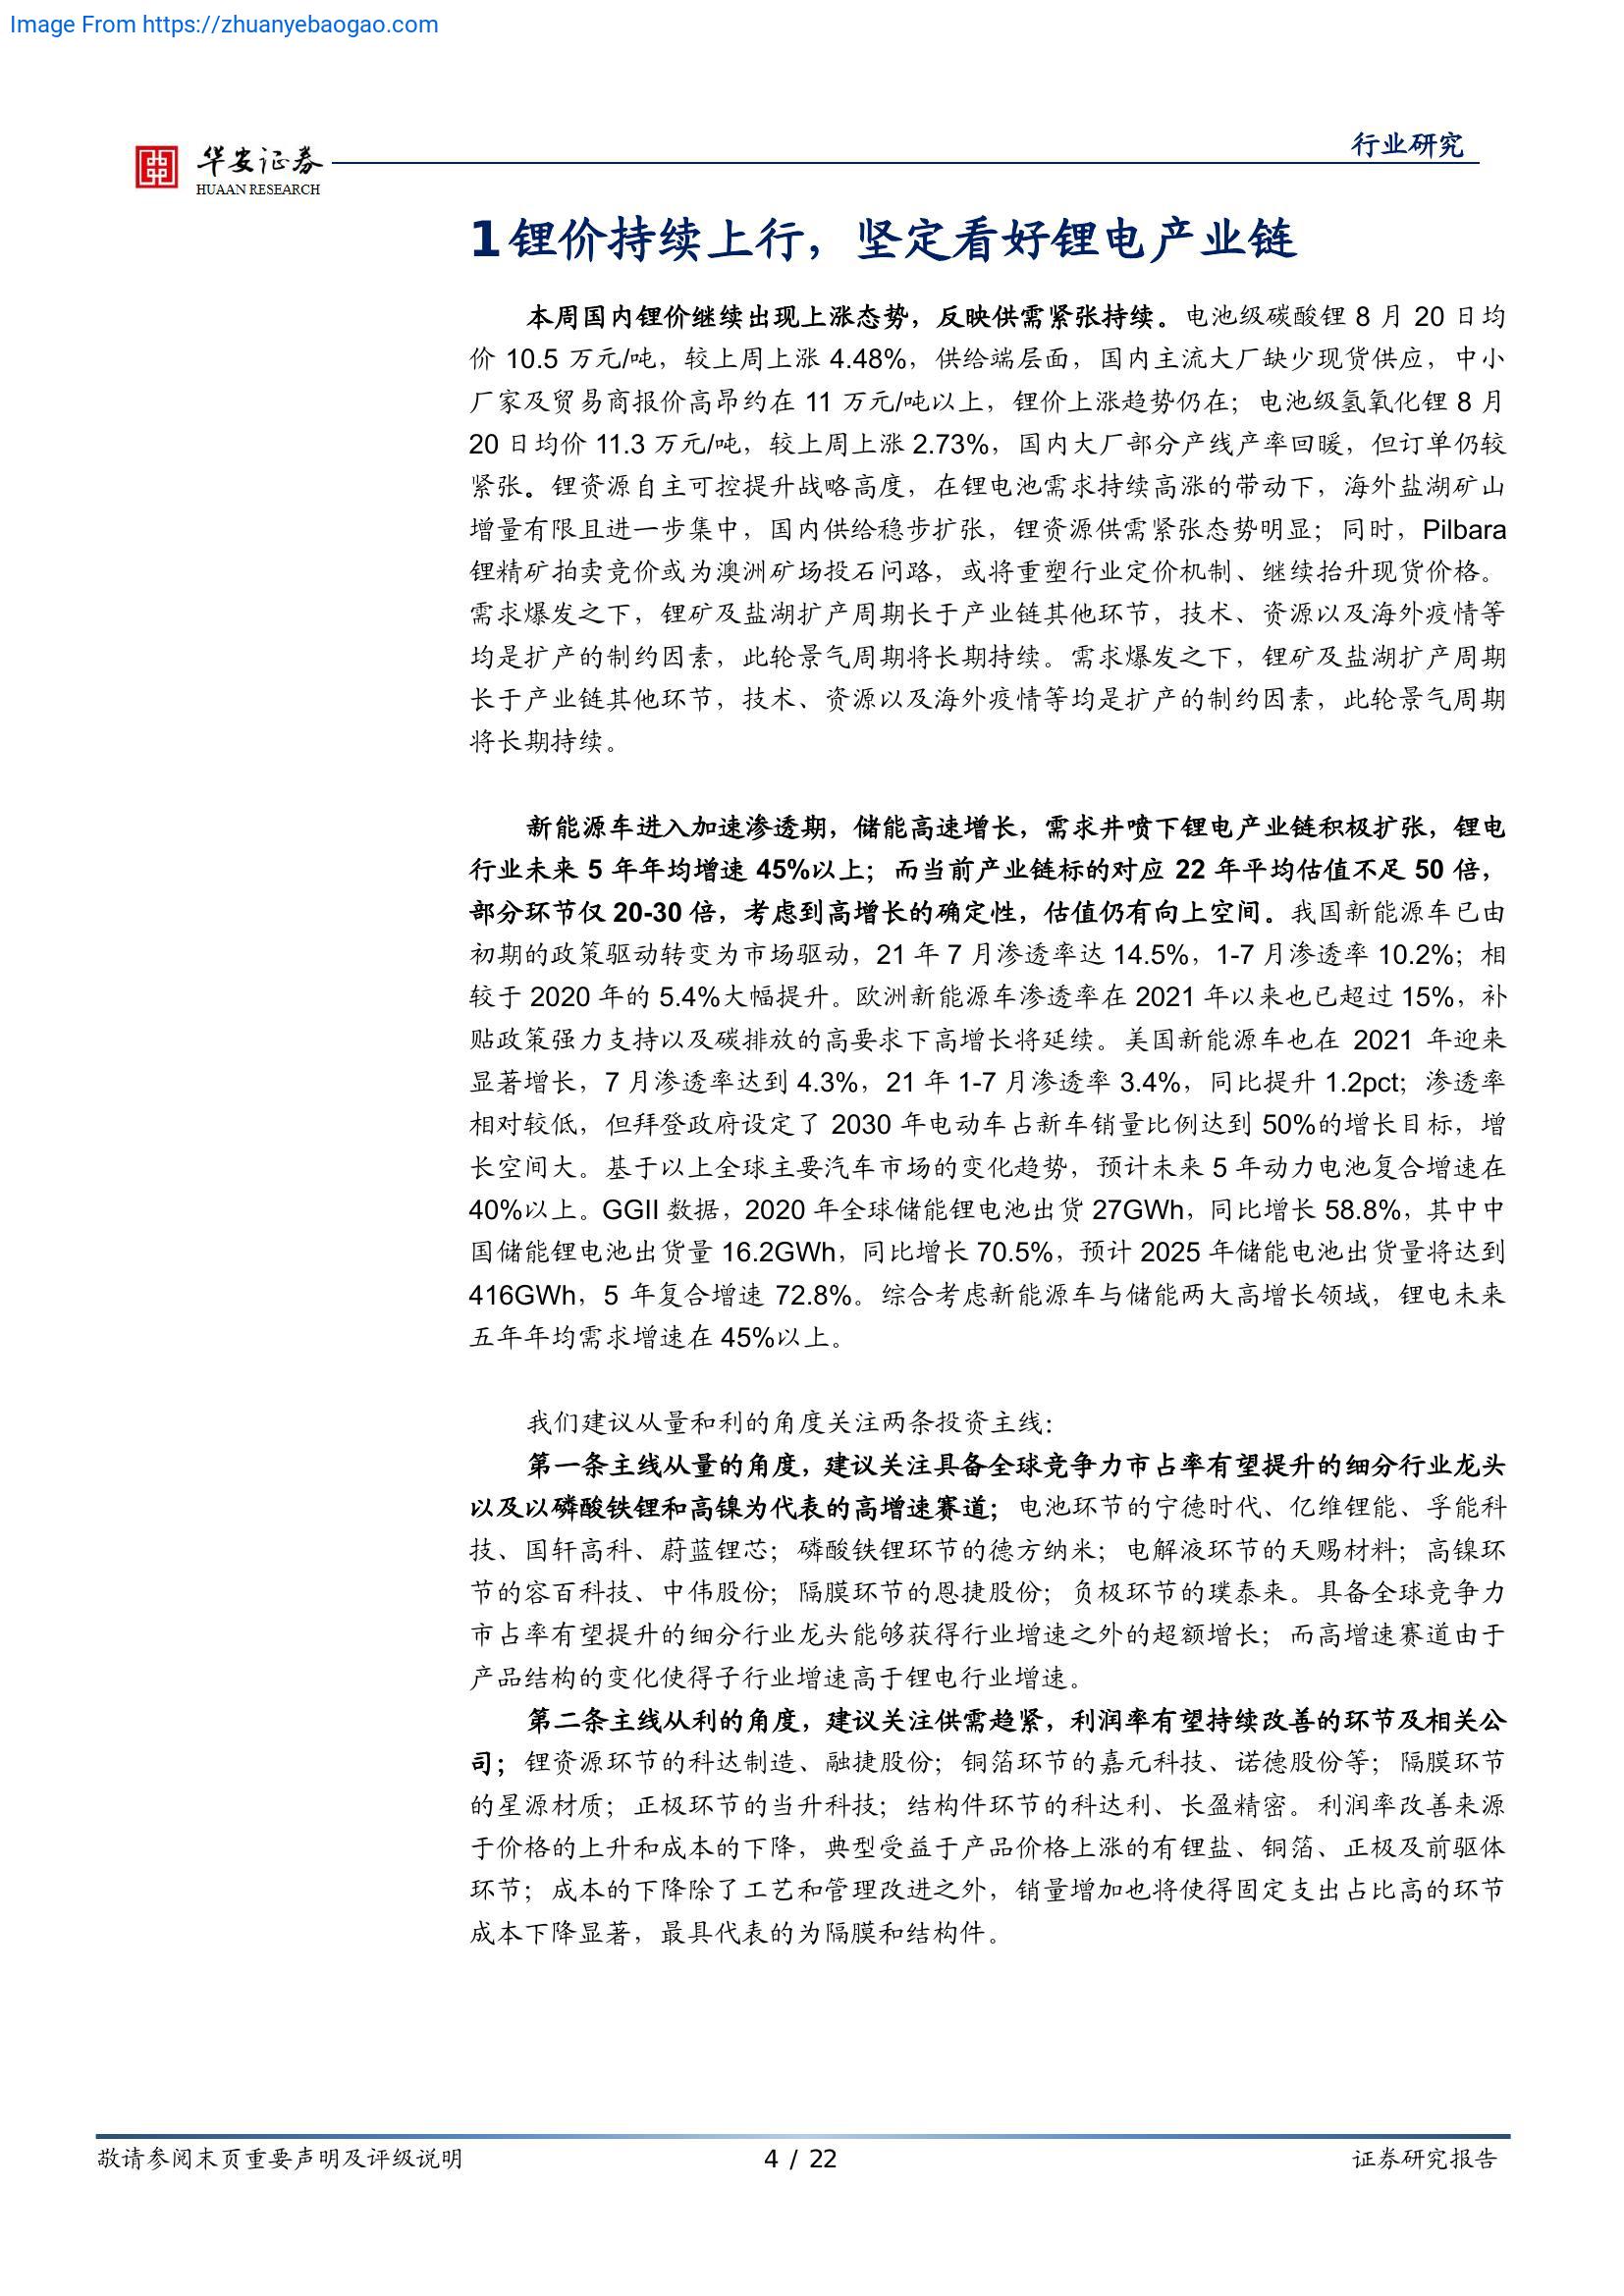 Image From https://zhuanyebaogao.com
华安证券
HUAAN RESEARCH
行业研究
1 锂价持续上行，坚定看好锂电产业链
本周国内锂价继续出现上涨态势，反映供需紧张持续。电池级碳酸锂 8 月 20 日均
价 10.5 万元/吨，较上周上涨 4.48%，供给端层面，国内主流大厂缺少现货供应，中小
厂家及贸易商报价高昂约在 11 万元/吨以上，锂价上涨趋势仍在；电池级氢氧化锂 8 月
20 日均价 11.3 万元/吨，较上周上涨 2.73%，国内大厂部分产线产率回暖，但订单仍较
紧张。锂资源自主可控提升战略高度，在锂电池需求持续高涨的带动下，海外盐湖矿山
增量有限且进一步集中，国内供给稳步扩张，锂资源供需紧张态势明显；同时，Pilbara
锂精矿拍卖竞价或为澳洲矿场投石问路，或将重塑行业定价机制、继续抬升现货价格。
需求爆发之下，锂矿及盐湖扩产周期长于产业链其他环节，技术、资源以及海外疫情等
均是扩产的制约因素，此轮景气周期将长期持续。需求爆发之下，锂矿及盐湖扩产周期
长于产业链其他环节，技术、资源以及海外疫情等均是扩产的制约因素，此轮景气周期
将长期持续。
新能源车进入加速渗透期，储能高速增长，需求井喷下锂电产业链积极扩张，锂电
行业未来 5 年年均增速 45%以上；而当前产业链标的对应 22 年平均估值不足 50 倍，
部分环节仅 20-30 倍，考虑到高增长的确定性，估值仍有向上空间。我国新能源车已由
初期的政策驱动转变为市场驱动，21 年 7 月渗透率达 14.5%，1-7 月渗透率 10.2%；相
较于 2020 年的 5.4%大幅提升。欧洲新能源车渗透率在 2021 年以来也已超过 15%，补
贴政策强力支持以及碳排放的高要求下高增长将延续。美国新能源车也在 2021 年迎来
显著增长，7 月渗透率达到 4.3%，21 年 1-7 月渗透率 3.4%，同比提升 1.2pct；渗透率
相对较低，但拜登政府设定了 2030 年电动车占新车销量比例达到 50%的增长目标，增
长空间大。基于以上全球主要汽车市场的变化趋势，预计未来 5 年动力电池复合增速在
40%以上。GGII 数据，2020 年全球储能锂电池出货 27GWh，同比增长 58.8%，其中中
国储能锂电池出货量 16.2GWh，同比增长 70.5%，预计 2025 年储能电池出货量将达到
416GWh，5 年复合增速 72.8%。综合考虑新能源车与储能两大高增长领域，锂电未来
五年年均需求增速在 45%以上。
我们建议从量和利的角度关注两条投资主线：
第一条主线从量的角度，建议关注具备全球竞争力市占率有望提升的细分行业龙头
以及以磷酸铁锂和高镍为代表的高增速赛道；电池环节的宁德时代、亿维锂能、孚能科
技、国轩高科、蔚蓝锂芯；磷酸铁锂环节的德方纳米；电解液环节的天赐材料；高镍环
节的容百科技、中伟股份；隔膜环节的恩捷股份；负极环节的璞泰来。具备全球竞争力
市占率有望提升的细分行业龙头能够获得行业增速之外的超额增长；而高增速赛道由于
产品结构的变化使得子行业增速高于锂电行业增速。
第二条主线从利的角度，建议关注供需趋紧，利润率有望持续改善的环节及相关公
司；锂资源环节的科达制造、融捷股份；铜箔环节的嘉元科技、诺德股份等；隔膜环节
的星源材质；正极环节的当升科技；结构件环节的科达利、长盈精密。利润率改善来源
于价格的上升和成本的下降，典型受益于产品价格上涨的有锂盐、铜箔、正极及前驱体
环节；成本的下降除了工艺和管理改进之外，销量增加也将使得固定支出占比高的环节
成本下降显著，最具代表的为隔膜和结构件。
敬请参阅末页重要声明及评级说明
4 / 22
证券研究报告